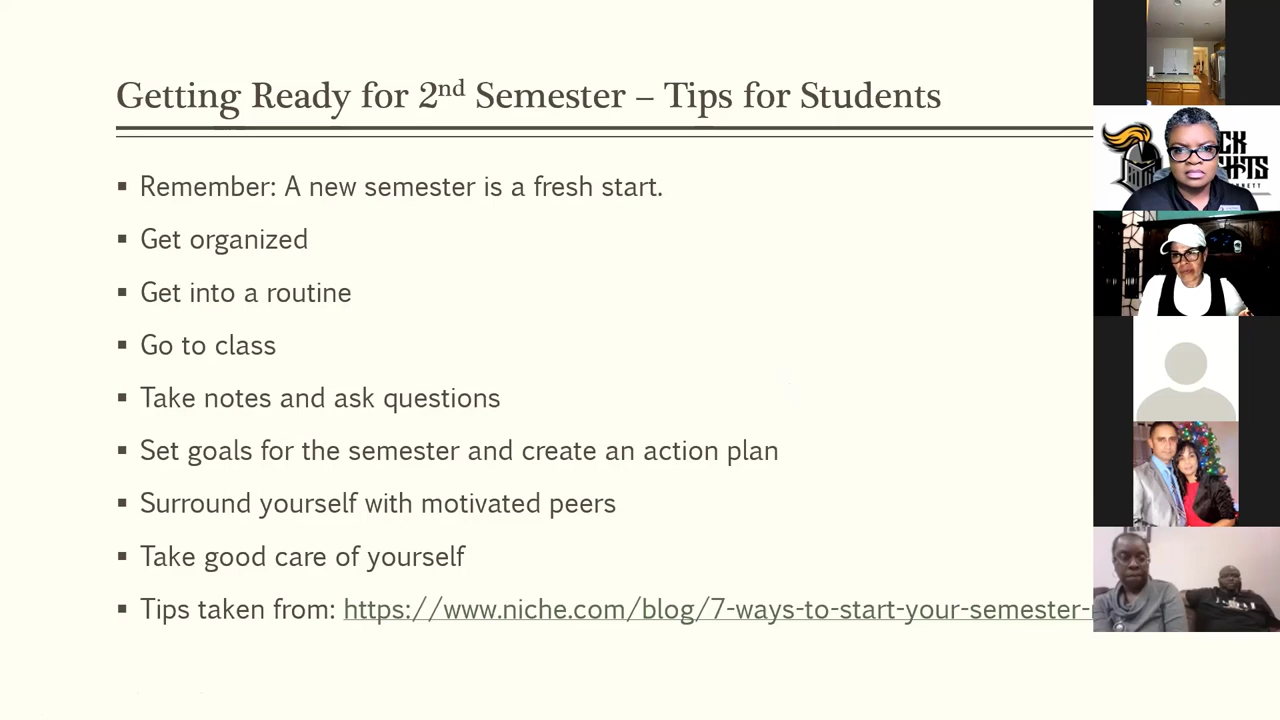 Getting Ready for 2nd Semester – Tips for Students
▪ Remember: A new semester is a fresh start.
▪ Get organized
▪ Get into a routine
▪ Go to class
▪ Take notes and ask questions
▪ Set goals for the semester and create an action plan
▪ Surround yourself with motivated peers
▪ Take good care of yourself
▪ Tips taken from: https://www.niche.com/blog/7-ways-to-start-your-semester-